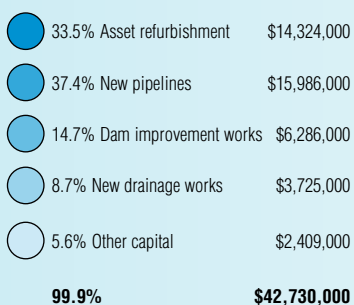 33.5% Asset refurbishment $14,324,000
37.4% New pipelines $15,986,000
14.7% Dam improvement works $6,286,000
8.7% New drainage works $3,725,000
5.6% Other capital $2,409,000
99.9% $42,730,000